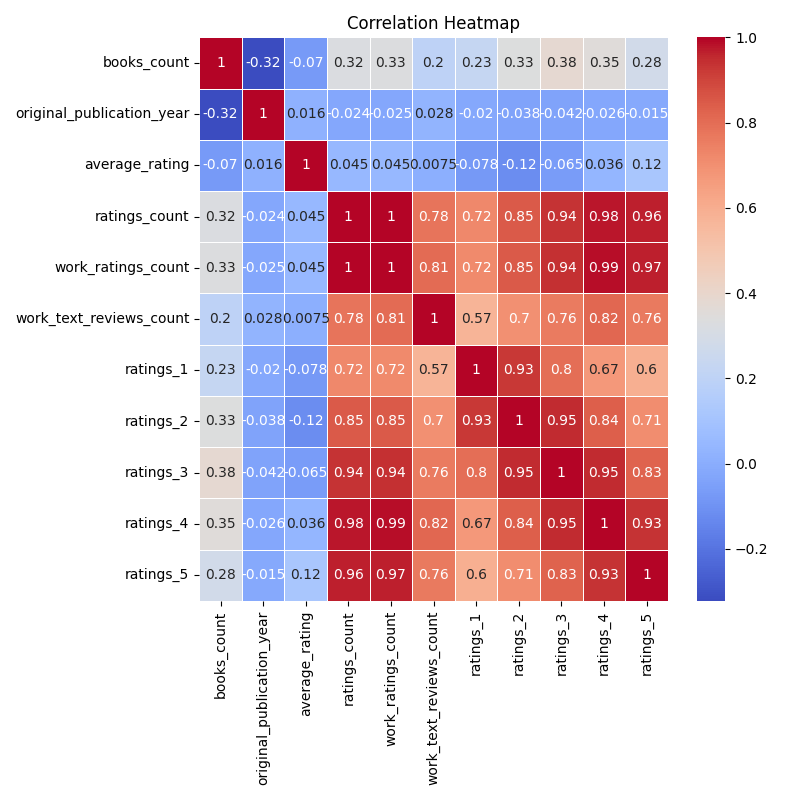 Correlation Heatmap
books_count 1 -0.32 -0.07 0.32 0.33 0.2 0.23 0.33 0.38 0.35 0.28
original_publication_year -0.32 1 0.016 -0.024 -0.025 0.028 -0.02 -0.038 -0.042 -0.026 -0.015
average_rating -0.07 0.016 1 0.045 0.045 0.0075 -0.078 -0.12 -0.065 0.036 0.12
ratings_count 0.32 -0.024 0.045 1 1 0.78 0.72 0.85 0.94 0.98 0.96
work_ratings_count 0.33 -0.025 0.045 1 1 0.81 0.72 0.85 0.94 0.99 0.97
work_text_reviews_count 0.2 0.028 0.0075 0.78 0.81 1 0.57 0.7 0.76 0.82 0.76
ratings_1 0.23 -0.02 -0.078 0.72 0.72 0.57 1 0.93 0.8 0.67 0.6
ratings_2 0.33 -0.038 -0.12 0.85 0.85 0.7 0.93 1 0.95 0.84 0.71
ratings_3 0.38 -0.042 -0.065 0.94 0.94 0.76 0.8 0.95 1 0.95 0.83
ratings_4 0.35 -0.026 0.036 0.98 0.99 0.82 0.67 0.84 0.95 1 0.93
ratings_5 0.28 -0.015 0.12 0.96 0.97 0.76 0.6 0.71 0.83 0.93 1
books_count
original_publication_year
average_rating
ratings_count
work_ratings_count
work_text_reviews_count
ratings_1
ratings_2
ratings_3
ratings_4
ratings_5
1.0
0.8
0.6
0.4
0.2
0.0
−0.2